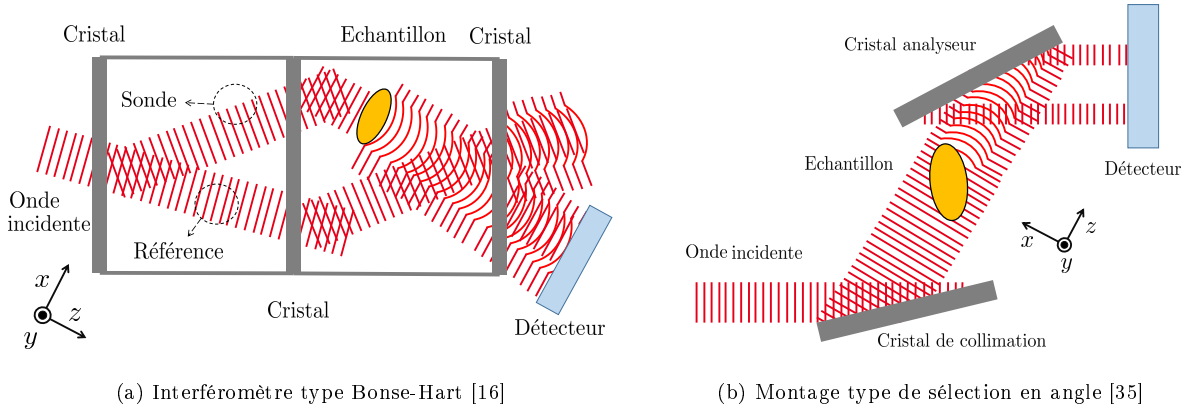 Cristal
Echantillon
Cristal
Sonde
Onde
incidente
Référence
x
z
y
Cristal
Détecteur
(a) Interféromètre type Bonse-Hart [16]
Cristal analyseur
Echantillon
Détecteur
x
z
y
Onde incidente
Cristal de collimation
(b) Montage type de sélection en angle [35]